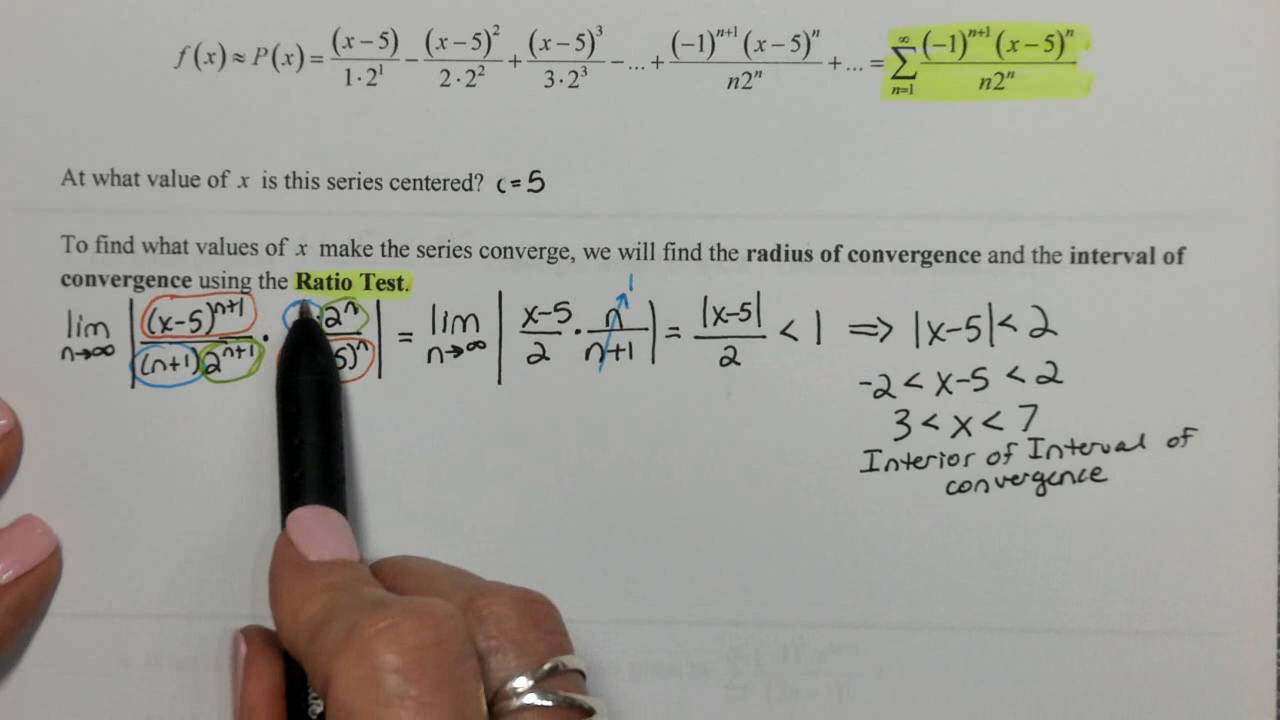 f(x) ≈ P(x) = (x−5)/(1·2¹) − (x−5)²/(2·2²) + (x−5)³/(3·2³) − ... + (−1)ⁿ⁺¹(x−5)ⁿ/(n2ⁿ) + ... = ∑_{n=1}^{∞} (−1)ⁿ⁺¹(x−5)ⁿ/(n2ⁿ)
At what value of x is this series centered? c=5
To find what values of x make the series converge, we will find the radius of convergence and the interval of
convergence using the Ratio Test.
lim_{n→∞} | (x−5)ⁿ⁺¹/((n+1)2ⁿ⁺¹) · 2ⁿ/5)ⁿ | = lim_{n→∞} | (x−5)/2 · n/(n+1) | = |x−5|/2 < 1 ⇒ |x−5| < 2
1
−2 < x−5 < 2
3 < x < 7
Interior of Interval of
convergence